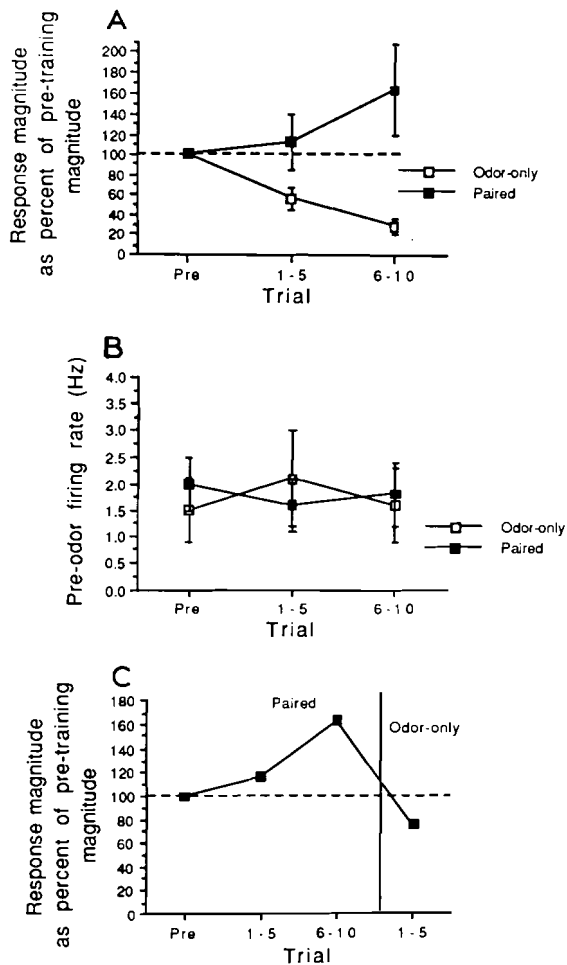 A
Response magnitude
as percent of pre-training
magnitude
200
180
160
140
120
100
80
60
40
20
0
Pre
1-5
6-10
Trial
Odor-only
Paired
B
Pre-odor firing rate (Hz)
4.0
3.5
3.0
2.5
2.0
1.5
1.0
0.5
0.0
Pre
1-5
6-10
Trial
Odor-only
Paired
C
Response magnitude
as percent of pre-training
magnitude
180
160
140
120
100
80
60
40
20
0
Paired
Odor-only
Pre
1-5
6-10
1-5
Trial